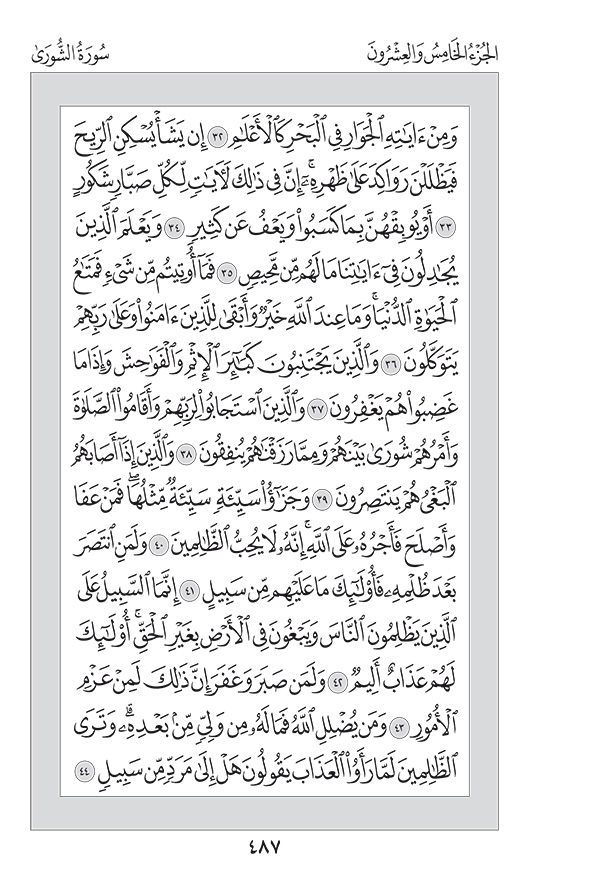 الجُزْءُ الخَامِسُ وَالعِشْرُونَ
سُورَةُ الشُّورَىٰ
وَمِنْ ءَايَٰتِهِ ٱلْجَوَارِ فِى ٱلْبَحْرِ كَٱلْأَعْلَٰمِ ٣٢ إِن يَشَأْ يُسْكِنِ ٱلرِّيحَ
فَيَظْلَلْنَ رَوَاكِدَ عَلَىٰ ظَهْرِهِۦٓ ۚ إِنَّ فِى ذَٰلِكَ لَءَايَٰتٍ لِّكُلِّ صَبَّارٍ شَكُورٍ
٣٣ أَوْ يُوبِقْهُنَّ بِمَا كَسَبُوا۟ وَيَعْفُ عَن كَثِيرٍ ٣٤ وَيَعْلَمَ ٱلَّذِينَ
يُجَٰدِلُونَ فِىٓ ءَايَٰتِنَا مَا لَهُم مِّن مَّحِيصٍ ٣٥ فَمَآ أُوتِيتُم مِّن شَىْءٍ فَمَتَٰعُ
ٱلْحَيَوٰةِ ٱلدُّنْيَا ۖ وَمَا عِندَ ٱللَّهِ خَيْرٌ وَأَبْقَىٰ لِلَّذِينَ ءَامَنُوا۟ وَعَلَىٰ رَبِّهِمْ
يَتَوَكَّلُونَ ٣٦ وَٱلَّذِينَ يَجْتَنِبُونَ كَبَٰٓئِرَ ٱلْإِثْمِ وَٱلْفَوَٰحِشَ وَإِذَا مَا
غَضِبُوا۟ هُمْ يَغْفِرُونَ ٣٧ وَٱلَّذِينَ ٱسْتَجَابُوا۟ لِرَبِّهِمْ وَأَقَامُوا۟ ٱلصَّلَوٰةَ
وَأَمْرُهُمْ شُورَىٰ بَيْنَهُمْ وَمِمَّا رَزَقْنَٰهُمْ يُنفِقُونَ ٣٨ وَٱلَّذِينَ إِذَآ أَصَابَهُمُ
ٱلْبَغْىُ هُمْ يَنتَصِرُونَ ٣٩ وَجَزَٰٓؤُا۟ سَيِّئَةٍ سَيِّئَةٌ مِّثْلُهَا ۖ فَمَنْ عَفَا
وَأَصْلَحَ فَأَجْرُهُۥ عَلَى ٱللَّهِ ۚ إِنَّهُۥ لَا يُحِبُّ ٱلظَّٰلِمِينَ ٤٠ وَلَمَنِ ٱنتَصَرَ
بَعْدَ ظُلْمِهِۦ فَأُو۟لَٰٓئِكَ مَا عَلَيْهِم مِّن سَبِيلٍ ٤١ إِنَّمَا ٱلسَّبِيلُ عَلَى
ٱلَّذِينَ يَظْلِمُونَ ٱلنَّاسَ وَيَبْغُونَ فِى ٱلْأَرْضِ بِغَيْرِ ٱلْحَقِّ ۚ أُو۟لَٰٓئِكَ
لَهُمْ عَذَابٌ أَلِيمٌ ٤٢ وَلَمَن صَبَرَ وَغَفَرَ إِنَّ ذَٰلِكَ لَمِنْ عَزْمِ
ٱلْأُمُورِ ٤٣ وَمَن يُضْلِلِ ٱللَّهُ فَمَا لَهُۥ مِن وَلِىٍّ مِّنۢ بَعْدِهِۦ ۗ وَتَرَى
ٱلظَّٰلِمِينَ لَمَّا رَأَوُا۟ ٱلْعَذَابَ يَقُولُونَ هَلْ إِلَىٰ مَرَدٍّ مِّن سَبِيلٍ ٤٤
٤٨٧